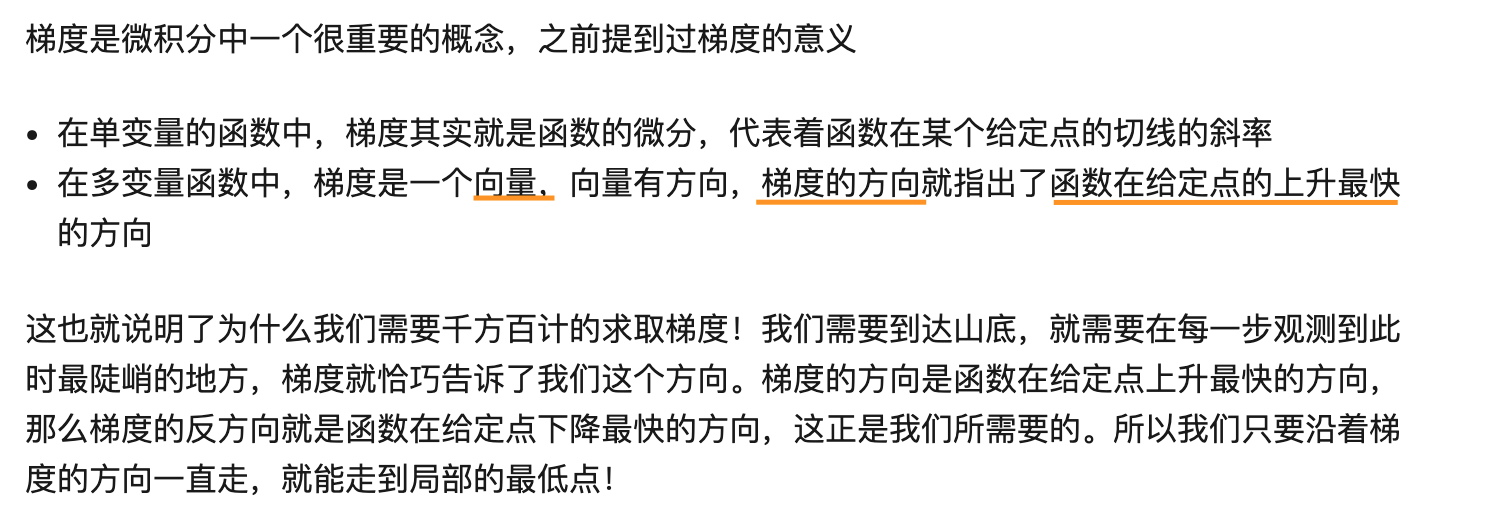 梯度是微积分中一个很重要的概念，之前提到过梯度的意义
• 在单变量的函数中，梯度其实就是函数的微分，代表着函数在某个给定点的切线的斜率
• 在多变量函数中，梯度是一个向量，向量有方向，梯度的方向就指出了函数在给定点的上升最快
的方向
这也就说明了为什么我们需要千方百计的求取梯度！我们需要到达山底，就需要在每一步观测到此
时最陡峭的地方，梯度就恰巧告诉了我们这个方向。梯度的方向是函数在给定点上升最快的方向，
那么梯度的反方向就是函数在给定点下降最快的方向，这正是我们所需要的。所以我们只要沿着梯
度的方向一直走，就能走到局部的最低点！